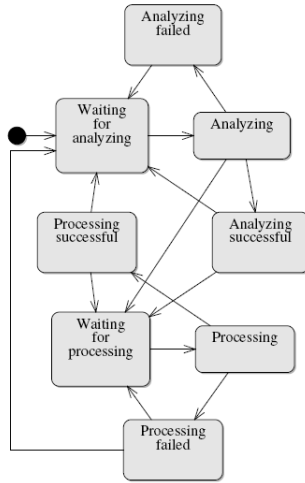 Analyzing
failed
Waiting
for
analyzing
Analyzing
Processing
successful
Analyzing
successful
Waiting
for
processing
Processing
Processing
failed